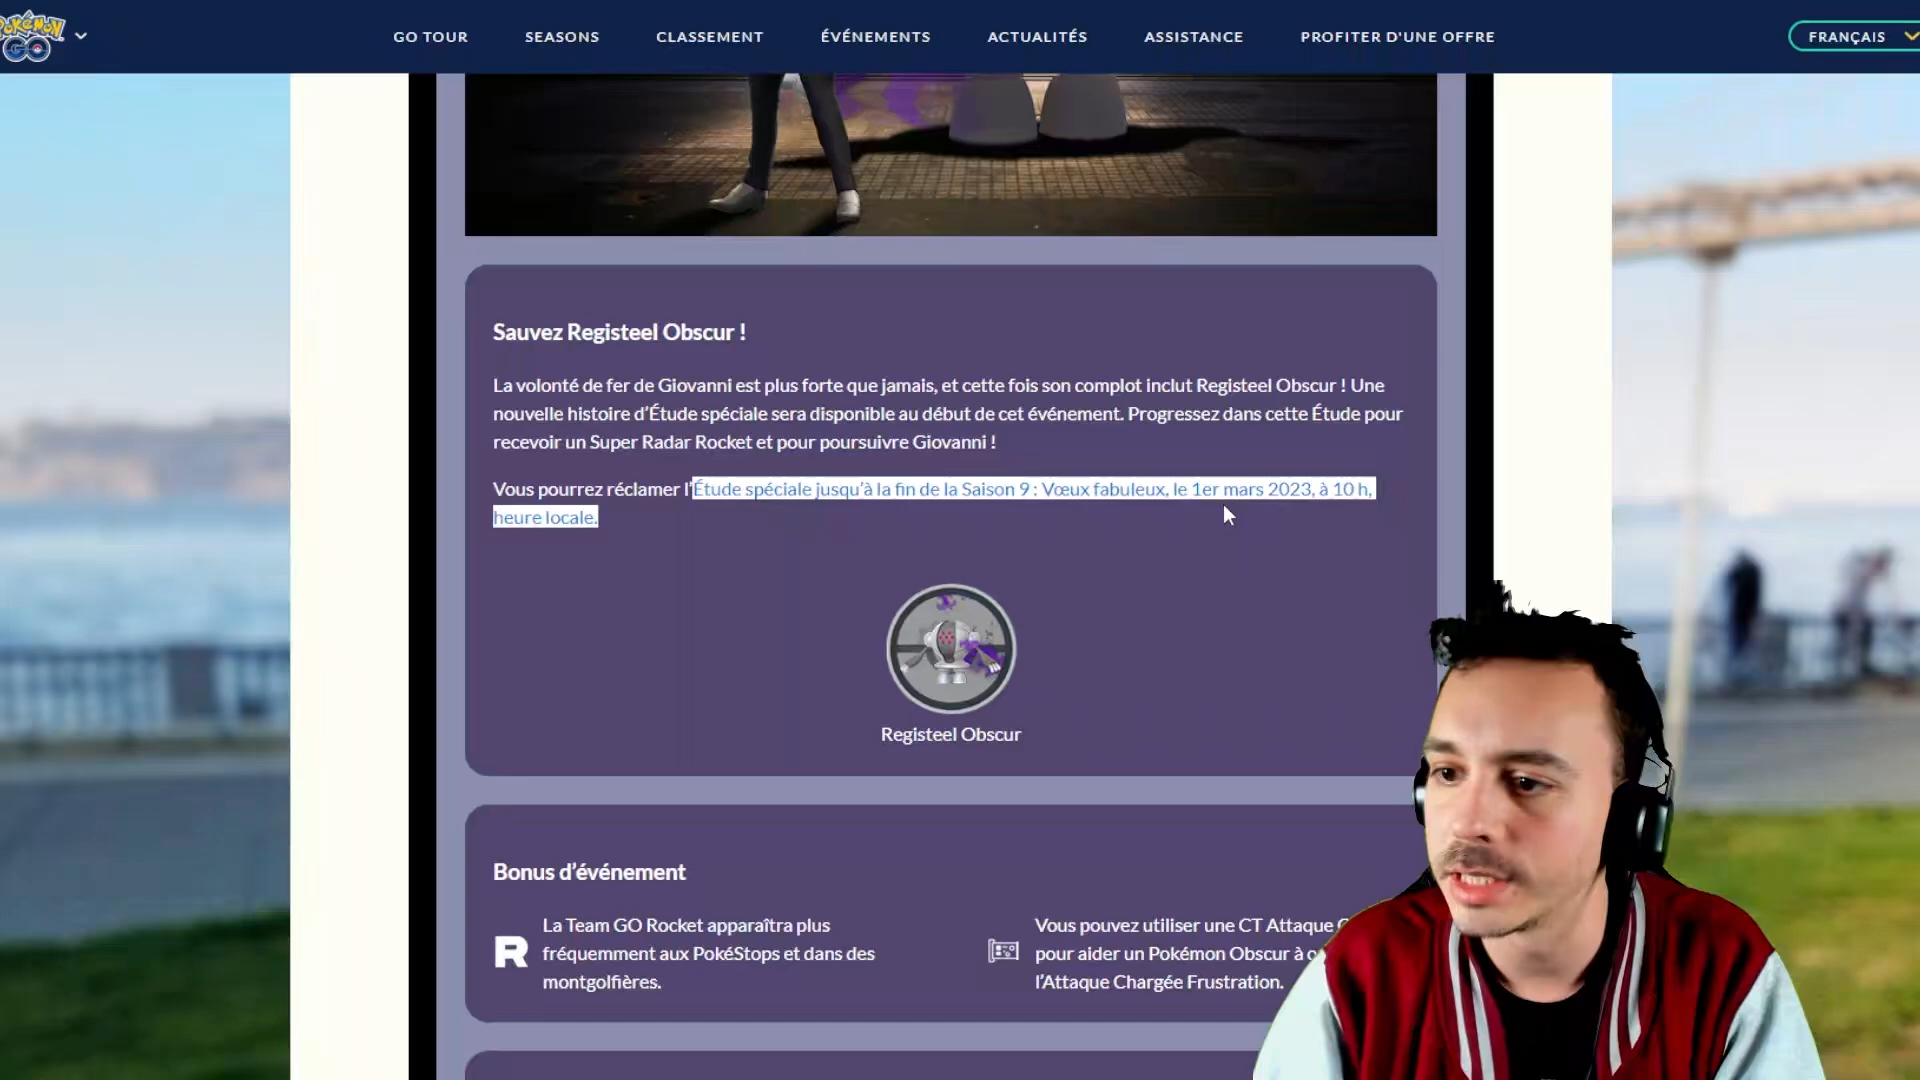 Pokémon GO
GO TOUR SEASONS CLASSEMENT ÉVÉNEMENTS ACTUALITÉS ASSISTANCE PROFITER D'UNE OFFRE FRANÇAIS
Sauvez Registeel Obscur !
La volonté de fer de Giovanni est plus forte que jamais, et cette fois son complot inclut Registeel Obscur ! Une
nouvelle histoire d’Étude spéciale sera disponible au début de cet événement. Progressez dans cette Étude pour
recevoir un Super Radar Rocket et pour poursuivre Giovanni !
Vous pourrez réclamer l’Étude spéciale jusqu’à la fin de la Saison 9 : Vœux fabuleux, le 1er mars 2023, à 10 h,
heure locale.
Registeel Obscur
Bonus d’événement
R
La Team GO Rocket apparaîtra plus
fréquemment aux PokéStops et dans des
montgolfières.
Vous pouvez utiliser une CT Attaque
pour aider un Pokémon Obscur à
l’Attaque Chargée Frustration.